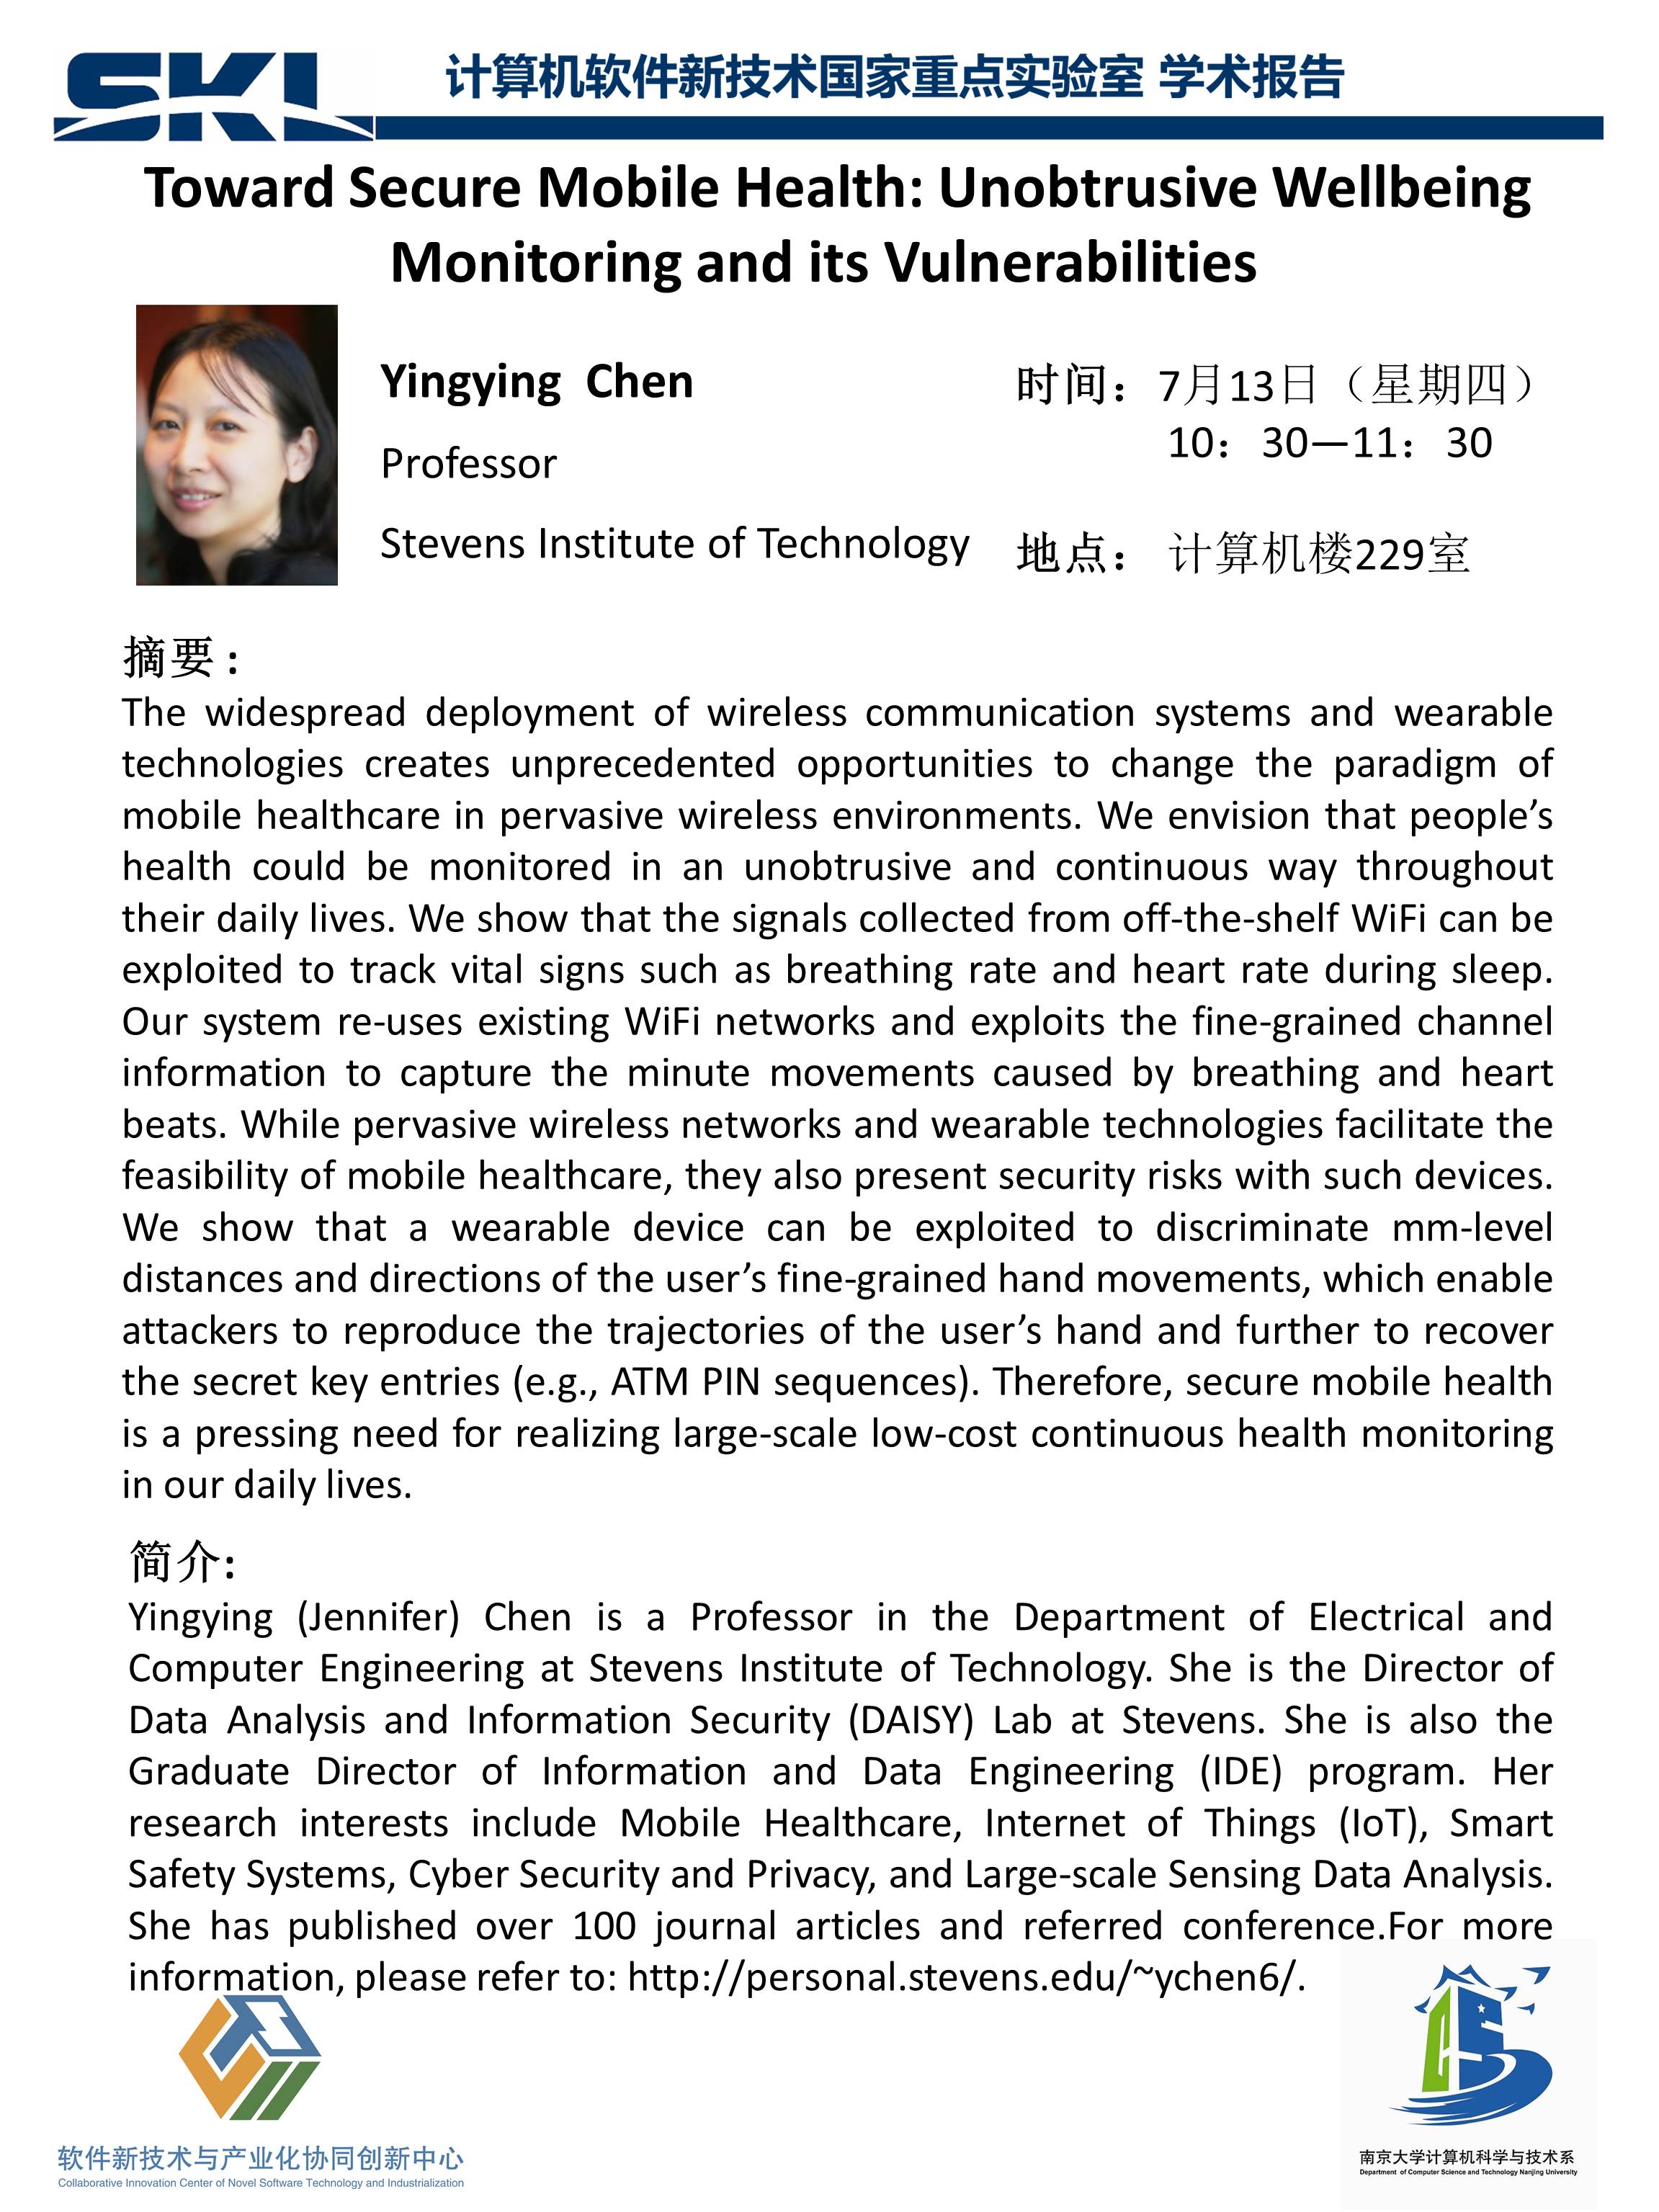 SKL
计算机软件新技术国家重点实验室 学术报告
Toward Secure Mobile Health: Unobtrusive Wellbeing
Monitoring and its Vulnerabilities
Yingying Chen
Professor
Stevens Institute of Technology
时间：7月13日（星期四）
10：30—11：30
地点： 计算机楼229室
摘要 :
The widespread deployment of wireless communication systems and wearable
technologies creates unprecedented opportunities to change the paradigm of
mobile healthcare in pervasive wireless environments. We envision that people’s
health could be monitored in an unobtrusive and continuous way throughout
their daily lives. We show that the signals collected from off-the-shelf WiFi can be
exploited to track vital signs such as breathing rate and heart rate during sleep.
Our system re-uses existing WiFi networks and exploits the fine-grained channel
information to capture the minute movements caused by breathing and heart
beats. While pervasive wireless networks and wearable technologies facilitate the
feasibility of mobile healthcare, they also present security risks with such devices.
We show that a wearable device can be exploited to discriminate mm-level
distances and directions of the user’s fine-grained hand movements, which enable
attackers to reproduce the trajectories of the user’s hand and further to recover
the secret key entries (e.g., ATM PIN sequences). Therefore, secure mobile health
is a pressing need for realizing large-scale low-cost continuous health monitoring
in our daily lives.
简介:
Yingying (Jennifer) Chen is a Professor in the Department of Electrical and
Computer Engineering at Stevens Institute of Technology. She is the Director of
Data Analysis and Information Security (DAISY) Lab at Stevens. She is also the
Graduate Director of Information and Data Engineering (IDE) program. Her
research interests include Mobile Healthcare, Internet of Things (IoT), Smart
Safety Systems, Cyber Security and Privacy, and Large-scale Sensing Data Analysis.
She has published over 100 journal articles and referred conference.For more
information, please refer to: http://personal.stevens.edu/~ychen6/.
软件新技术与产业化协同创新中心
Collaborative Innovation Center of Novel Software Technology and Industrialization
南京大学计算机科学与技术系
Department of Computer Science and Technology Nanjing University